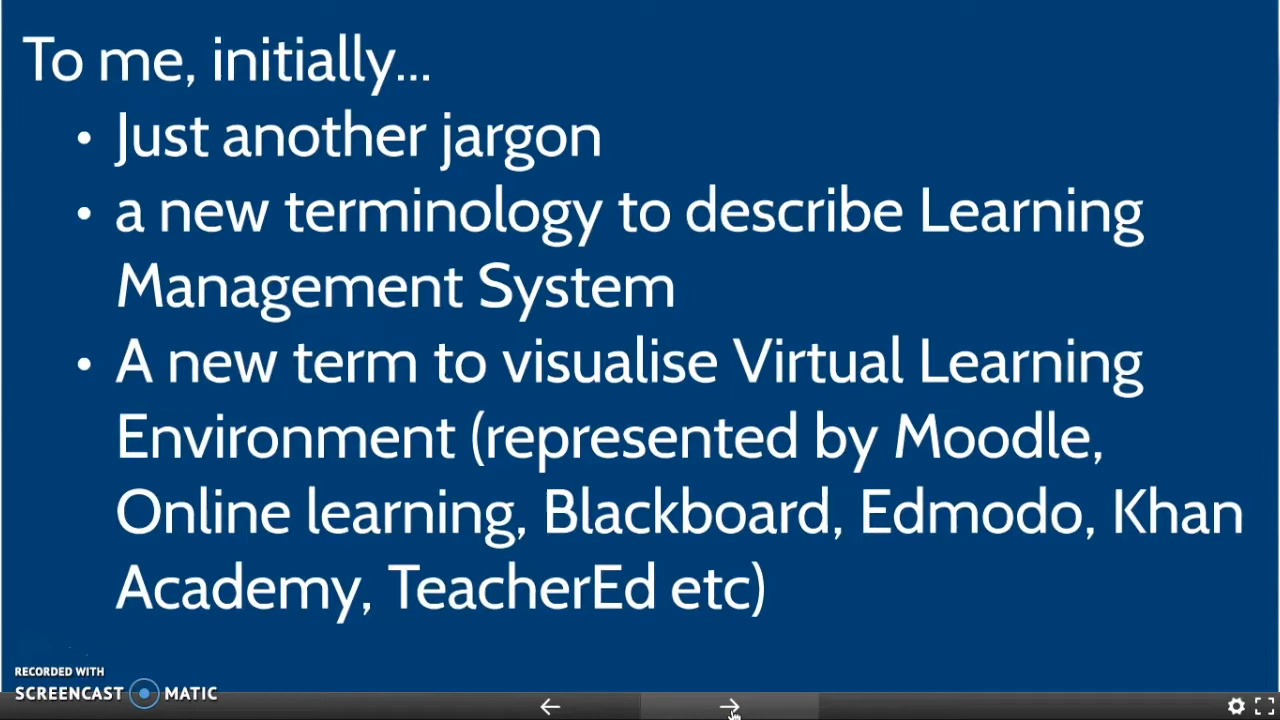 To me, initially...
• Just another jargon
• a new terminology to describe Learning
Management System
• A new term to visualise Virtual Learning
Environment (represented by Moodle,
Online learning, Blackboard, Edmodo, Khan
Academy, TeacherEd etc)
RECORDED WITH
SCREENCAST MATIC